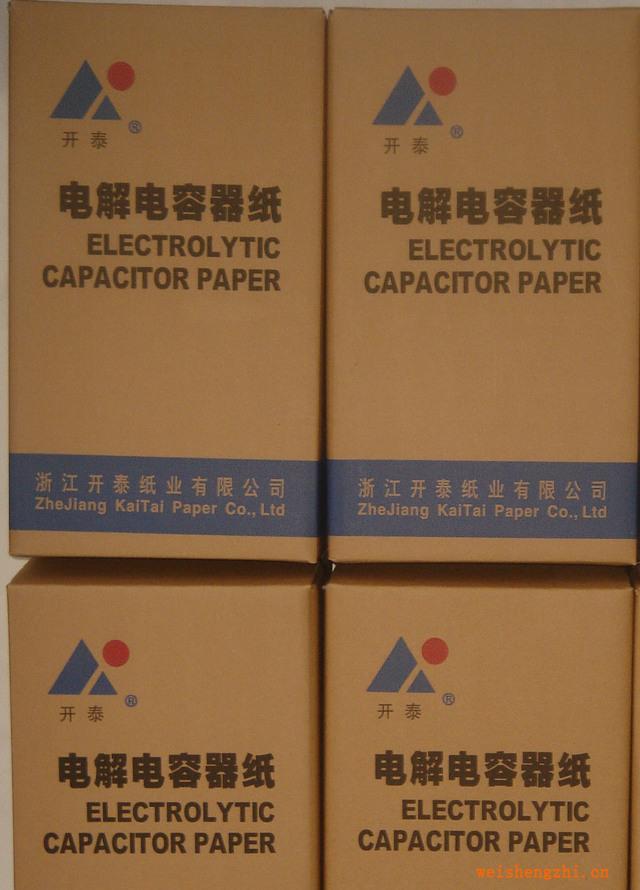 开泰
®
电解电容器纸
ELECTROLYTIC
CAPACITOR PAPER
浙江开泰纸业有限公司
ZheJiang KaiTai Paper Co., Ltd
开泰
®
电解电容器纸
ELECTROLYTIC
CAPACITOR PAPER
浙江开泰纸业有限公司
ZheJiang KaiTai Paper Co., Ltd
开泰
®
电解电容器纸
ELECTROLYTIC
CAPACITOR PAPER
开泰
®
电解电容器纸
ELECTROLYTIC
CAPACITOR PAPER
weishengzhi.cn